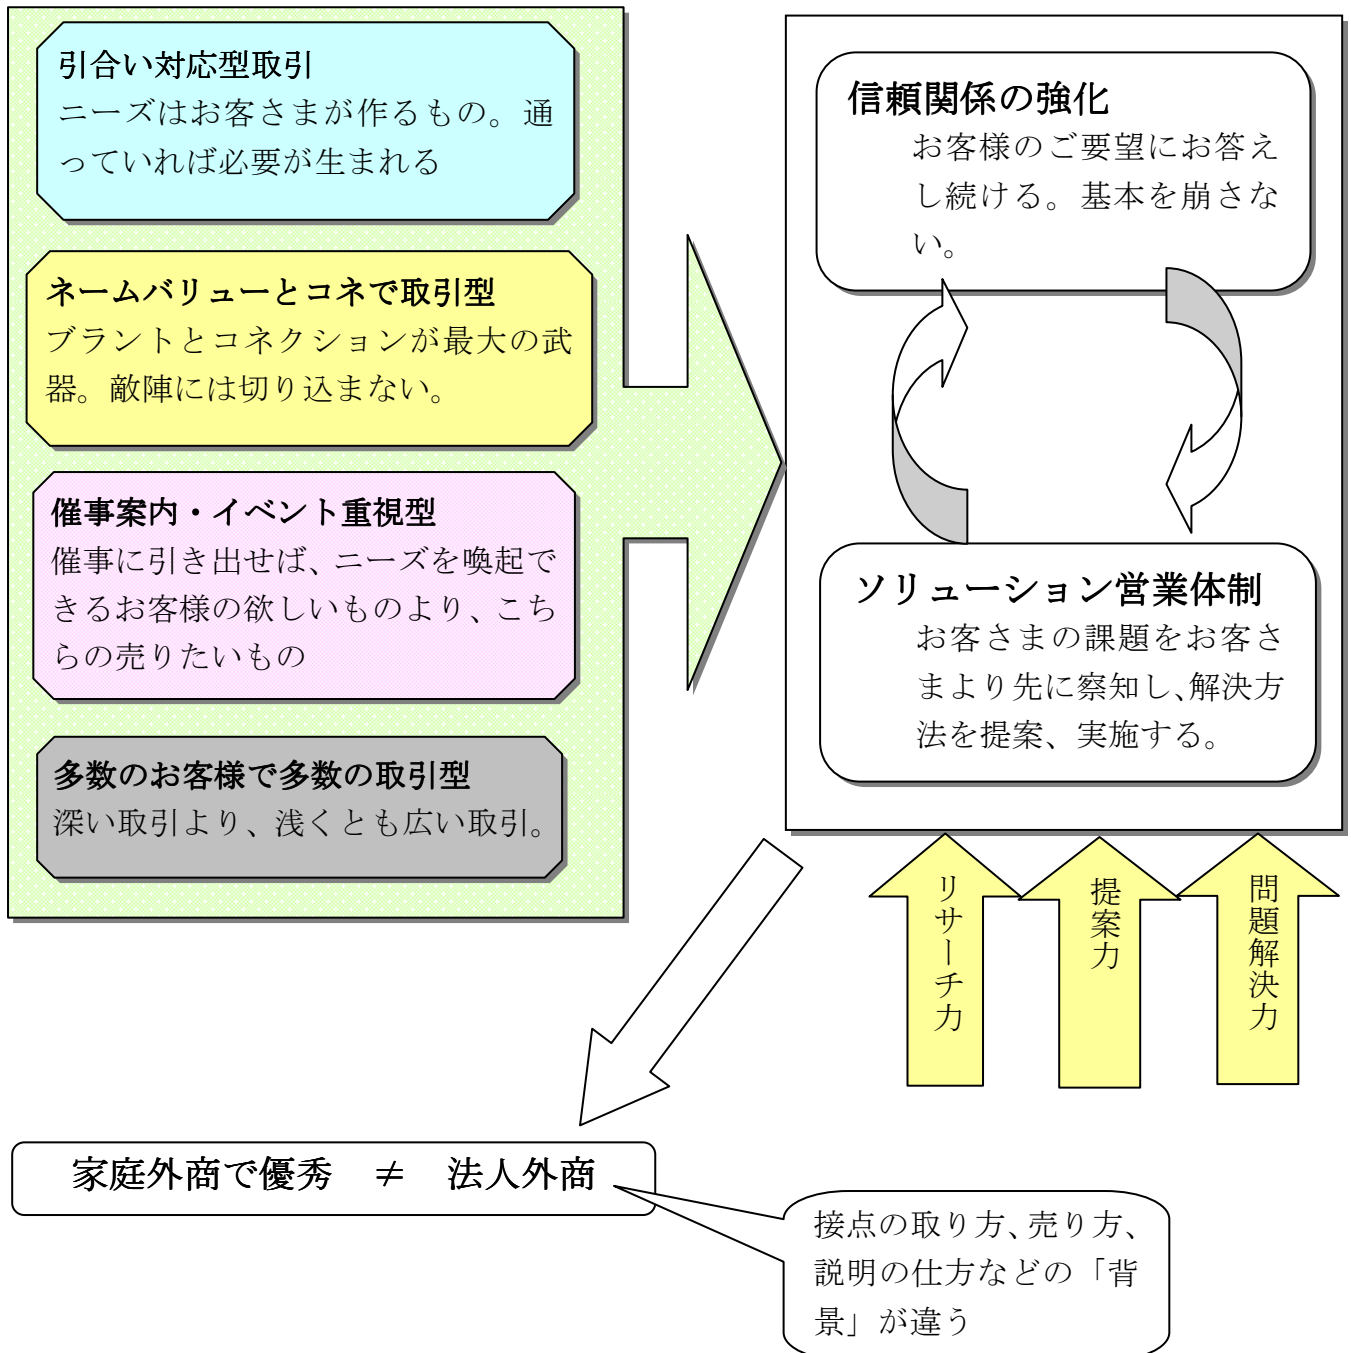 引合い対応型取引
ニーズはお客さまが作るもの。通
っていれば必要が生まれる
ネームバリューとコネで取引型
ブラントとコネクションが最大の武
器。敵陣には切り込まない。
催事案内・イベント重視型
催事に引き出せば、ニーズを喚起で
きるお客様の欲しいものより、こち
らの売りたいもの
多数のお客様で多数の取引型
深い取引より、浅くとも広い取引。
信頼関係の強化
お客様のご要望にお答え
し続ける。基本を崩さな
い。
ソリューション営業体制
お客さまの課題をお客さ
まより先に察知し、解決方
法を提案、実施する。
リサーチ力
提案力
問題解決力
家庭外商で優秀　≠　法人外商
接点の取り方、売り方、
説明の仕方などの「背
景」が違う